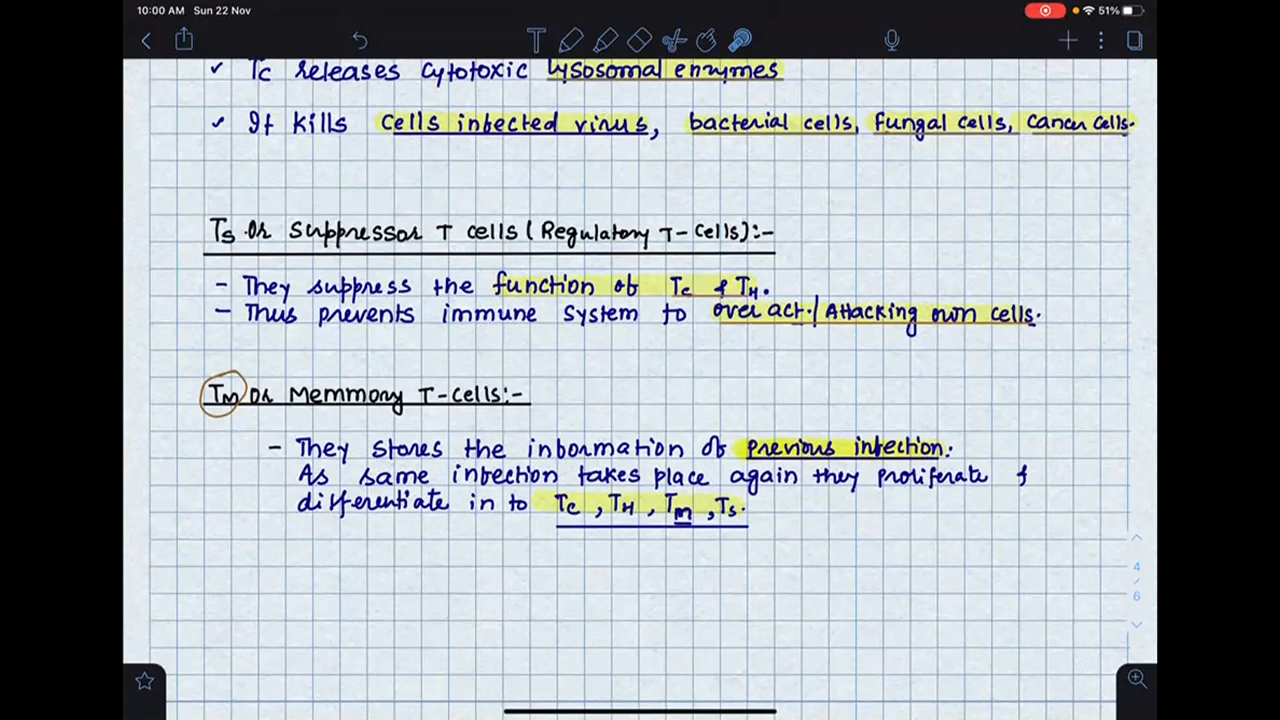 10:00 AM Sun 22 Nov
51%
✓ Tc releases Cytotoxic Lysosomal enzymes
✓ It kills cells infected virus, bacterial cells, fungal cells, cancer cells.
Ts Or Suppressor T cells (Regulatory T-Cells):-
- They suppress the function of Tc & TH.
- Thus prevents immune system to over act./Attacking own cells.
TM Or Memmory T-cells:-
- They stores the information of previous infection.
As same infection takes place again they proliferate &
differentiate in to Tc, TH, Tm, Ts.
4
/
6